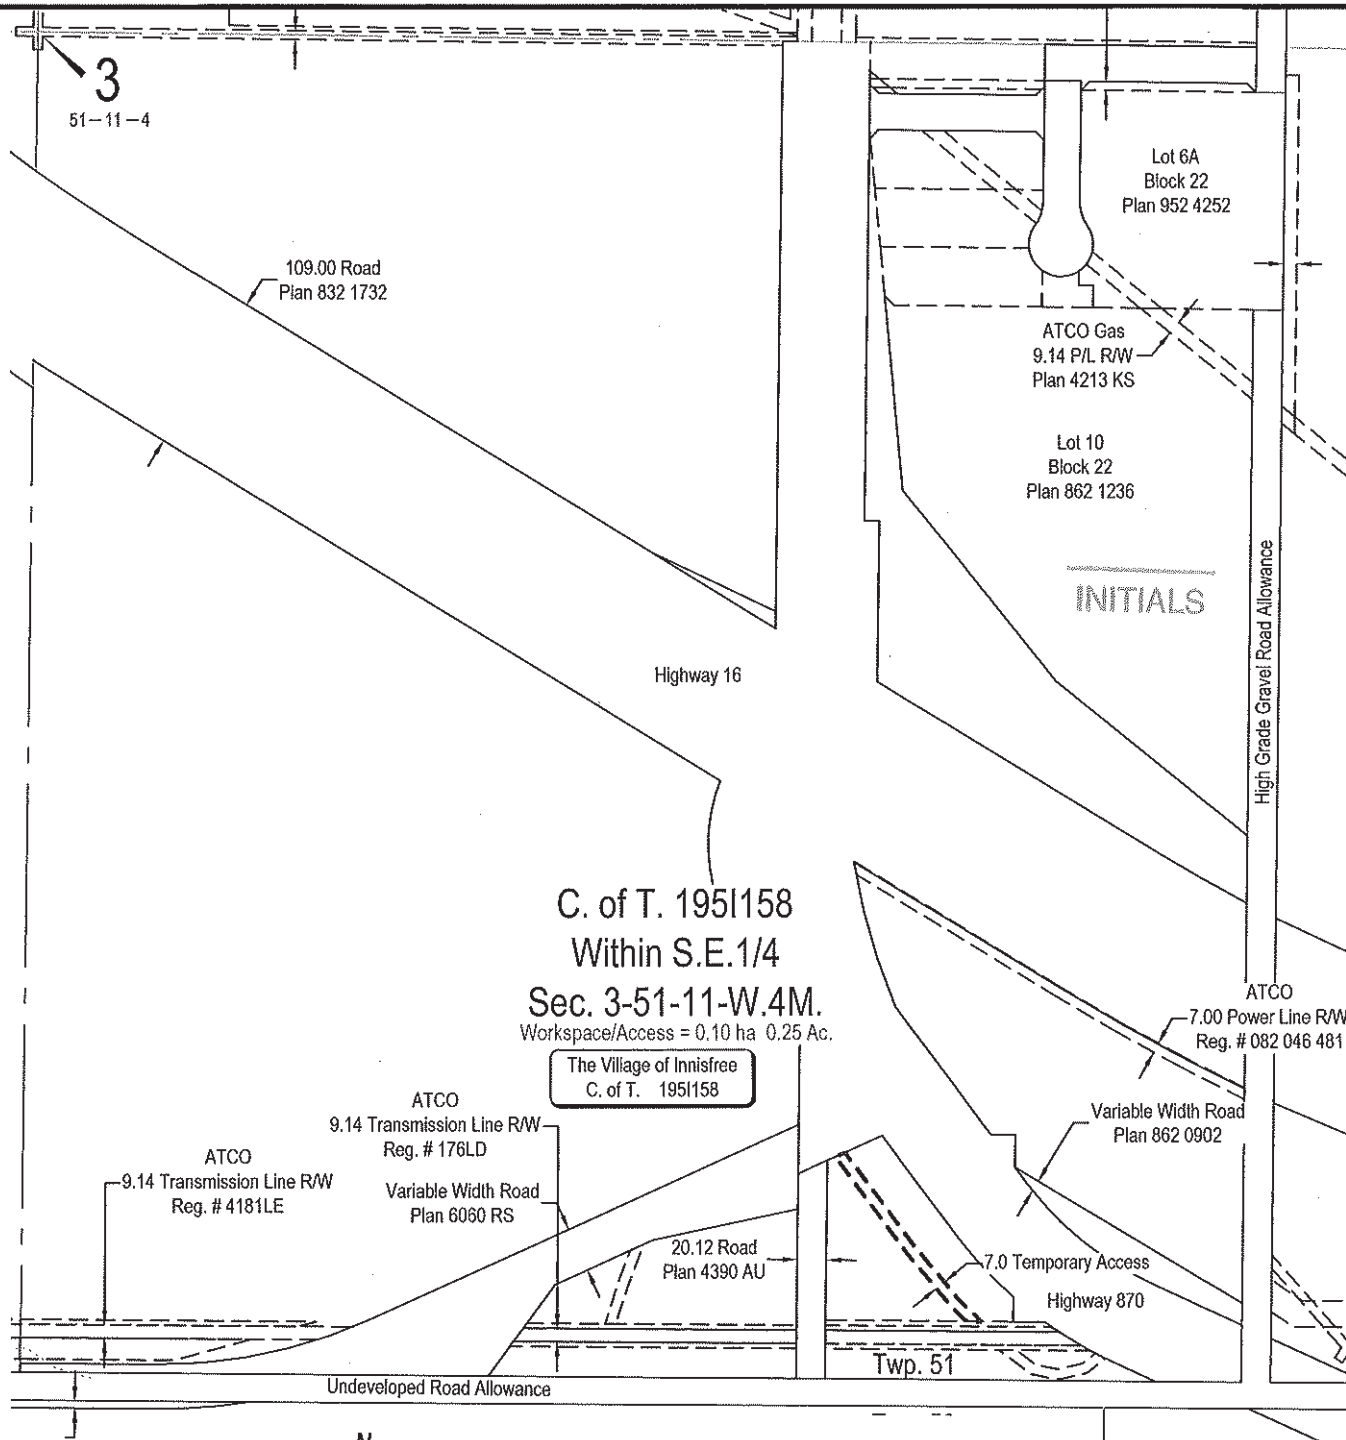 3
51-11-4
109.00 Road
Plan 832 1732
Lot 6A
Block 22
Plan 952 4252
ATCO Gas
9.14 P/L R/W
Plan 4213 KS
Lot 10
Block 22
Plan 862 1236
INITIALS
High Grade Gravel Road Allowance
Highway 16
C. of T. 195I158
Within S.E.1/4
Sec. 3-51-11-W.4M.
Workspace/Access = 0.10 ha 0.25 Ac.
The Village of Innisfree
C. of T. 195I158
ATCO
7.00 Power Line R/W
Reg. # 082 046 481
ATCO
9.14 Transmission Line R/W
Reg. # 176LD
Variable Width Road
Plan 862 0902
ATCO
9.14 Transmission Line R/W
Reg. # 4181LE
Variable Width Road
Plan 6060 RS
20.12 Road
Plan 4390 AU
7.0 Temporary Access
Highway 870
Twp. 51
Undeveloped Road Allowance